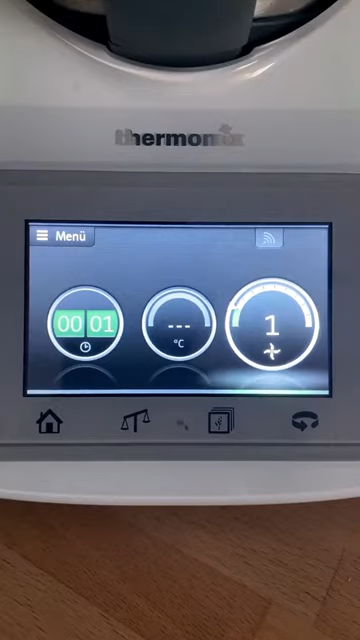 thermomix
Menü
00 01
---
°C
1